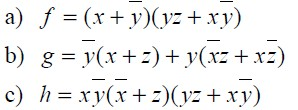 a) f = (x + y̅)(yz + xy̅)
b) g = y̅(x + z) + y(x̅z + xz̅)
c) h = xy̅(x̅ + z)(yz + xy̅)